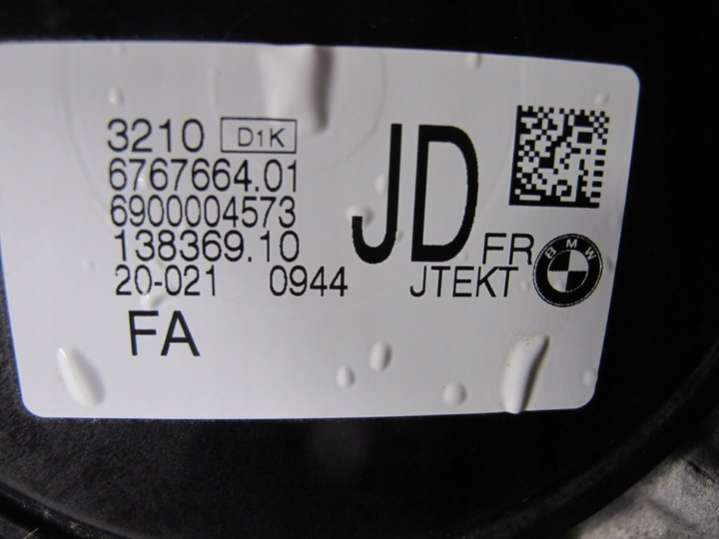 3210 D1K
6767664.01
6900004573
138369.10
20-021 0944
FA
JD FR
JTEKT
BMW